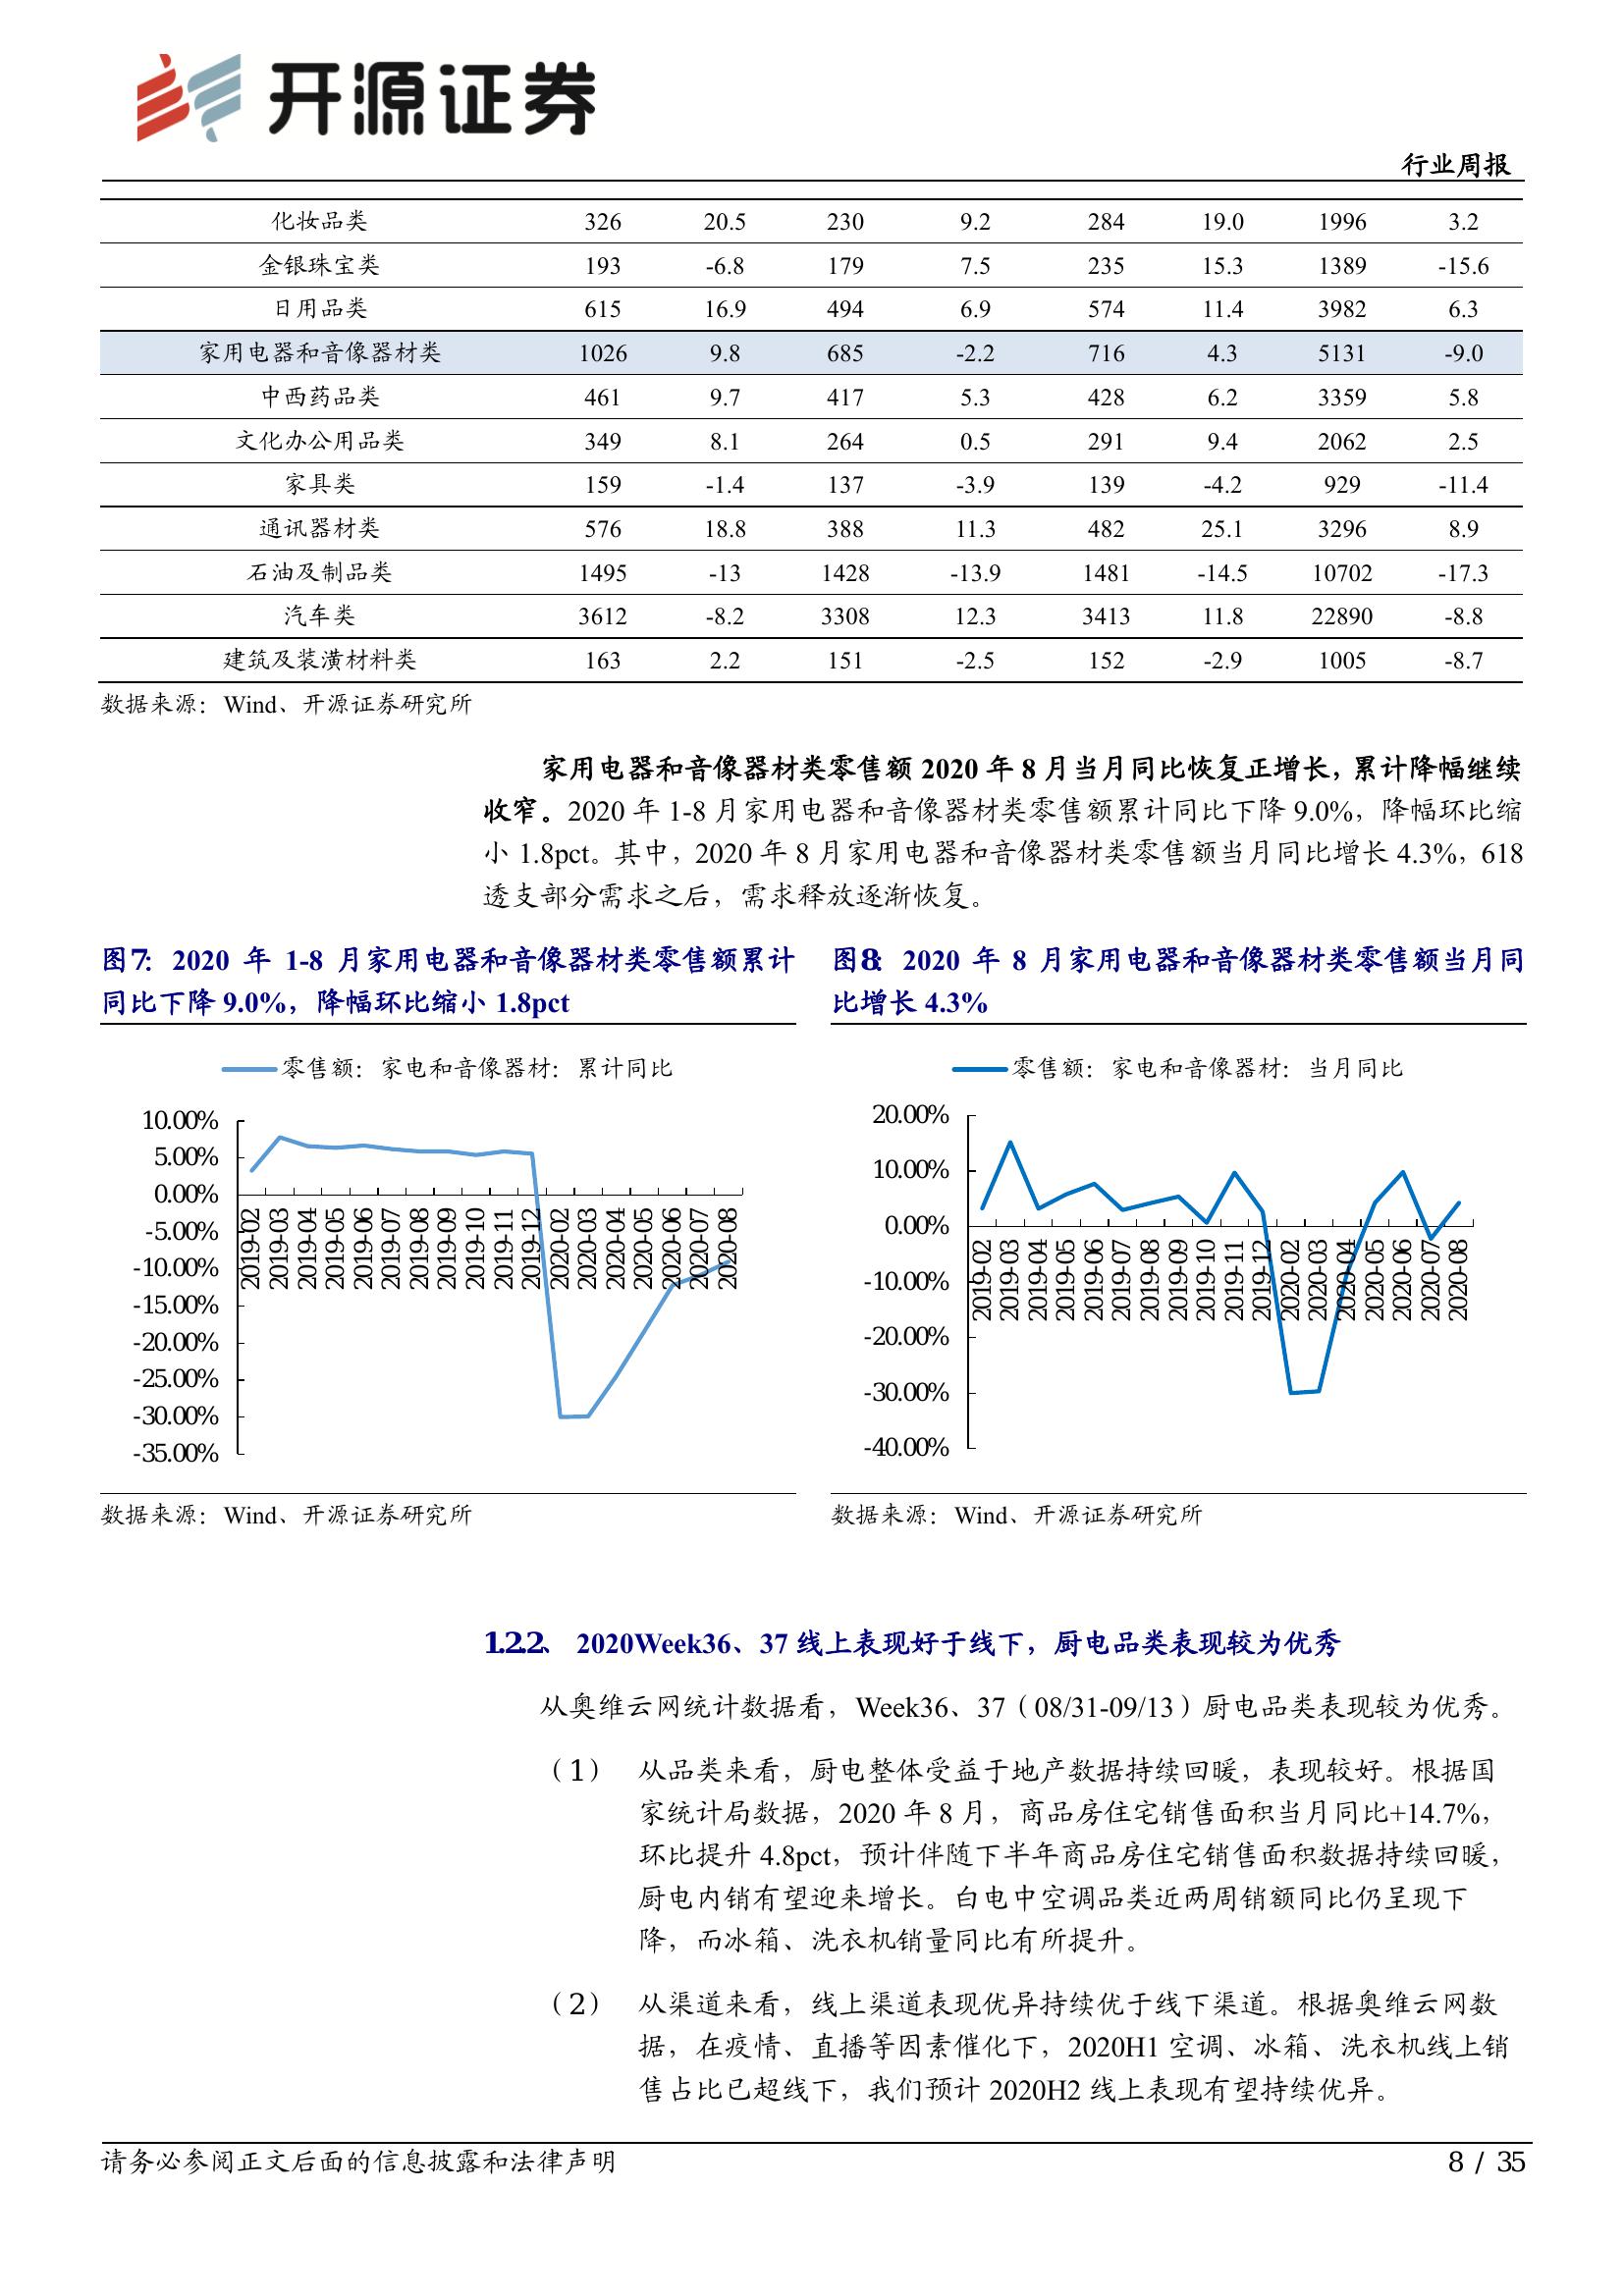 开源证券
行业周报
化妆品类 326 20.5 230 9.2 284 19.0 1996 3.2
金银珠宝类 193 -6.8 179 7.5 235 15.3 1389 -15.6
日用品类 615 16.9 494 6.9 574 11.4 3982 6.3
家用电器和音像器材类 1026 9.8 685 -2.2 716 4.3 5131 -9.0
中西药品类 461 9.7 417 5.3 428 6.2 3359 5.8
文化办公用品类 349 8.1 264 0.5 291 9.4 2062 2.5
家具类 159 -1.4 137 -3.9 139 -4.2 929 -11.4
通讯器材类 576 18.8 388 11.3 482 25.1 3296 8.9
石油及制品类 1495 -13 1428 -13.9 1481 -14.5 10702 -17.3
汽车类 3612 -8.2 3308 12.3 3413 11.8 22890 -8.8
建筑及装潢材料类 163 2.2 151 -2.5 152 -2.9 1005 -8.7
数据来源：Wind、开源证券研究所
家用电器和音像器材类零售额 2020 年 8 月当月同比恢复正增长，累计降幅继续
收窄。2020 年 1-8 月家用电器和音像器材类零售额累计同比下降 9.0%，降幅环比缩
小 1.8pct。其中，2020 年 8 月家用电器和音像器材类零售额当月同比增长 4.3%，618
透支部分需求之后，需求释放逐渐恢复。
图7：2020 年 1-8 月家用电器和音像器材类零售额累计
同比下降 9.0%，降幅环比缩小 1.8pct
零售额：家电和音像器材：累计同比
10.00%
5.00%
0.00%
-5.00%
-10.00%
-15.00%
-20.00%
-25.00%
-30.00%
-35.00%
2019-02
2019-03
2019-04
2019-05
2019-06
2019-07
2019-08
2019-09
2019-10
2019-11
2019-12
2020-02
2020-03
2020-04
2020-05
2020-06
2020-07
2020-08
数据来源：Wind、开源证券研究所
图8：2020 年 8 月家用电器和音像器材类零售额当月同
比增长 4.3%
零售额：家电和音像器材：当月同比
20.00%
10.00%
0.00%
-10.00%
-20.00%
-30.00%
-40.00%
2019-02
2019-03
2019-04
2019-05
2019-06
2019-07
2019-08
2019-09
2019-10
2019-11
2019-12
2020-02
2020-03
2020-04
2020-05
2020-06
2020-07
2020-08
数据来源：Wind、开源证券研究所
1.2.2、 2020Week36、37 线上表现好于线下，厨电品类表现较为优秀
从奥维云网统计数据看，Week36、37（08/31-09/13）厨电品类表现较为优秀。
（1） 从品类来看，厨电整体受益于地产数据持续回暖，表现较好。根据国
家统计局数据，2020 年 8 月，商品房住宅销售面积当月同比+14.7%，
环比提升 4.8pct，预计伴随下半年商品房住宅销售面积数据持续回暖，
厨电内销有望迎来增长。白电中空调品类近两周销额同比仍呈现下
降，而冰箱、洗衣机销量同比有所提升。
（2） 从渠道来看，线上渠道表现优异持续优于线下渠道。根据奥维云网数
据，在疫情、直播等因素催化下，2020H1 空调、冰箱、洗衣机线上销
售占比已超线下，我们预计 2020H2 线上表现有望持续优异。
请务必参阅正文后面的信息披露和法律声明
8 / 35